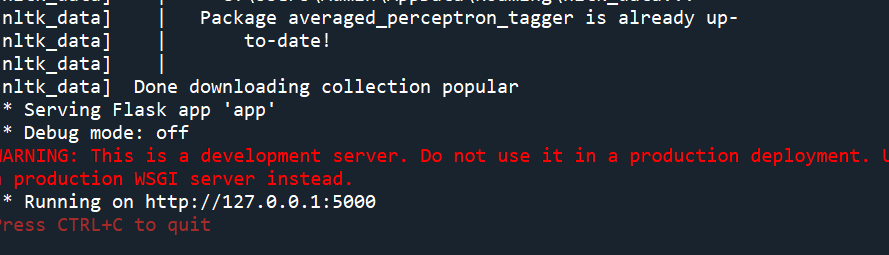 nltk_data]    |   Package averaged_perceptron_tagger is already up-
nltk_data]    |       to-date!
nltk_data]    |
nltk_data]  Done downloading collection popular
* Serving Flask app 'app'
* Debug mode: off
WARNING: This is a development server. Do not use it in a production deployment.
production WSGI server instead.
* Running on http://127.0.0.1:5000
Press CTRL+C to quit